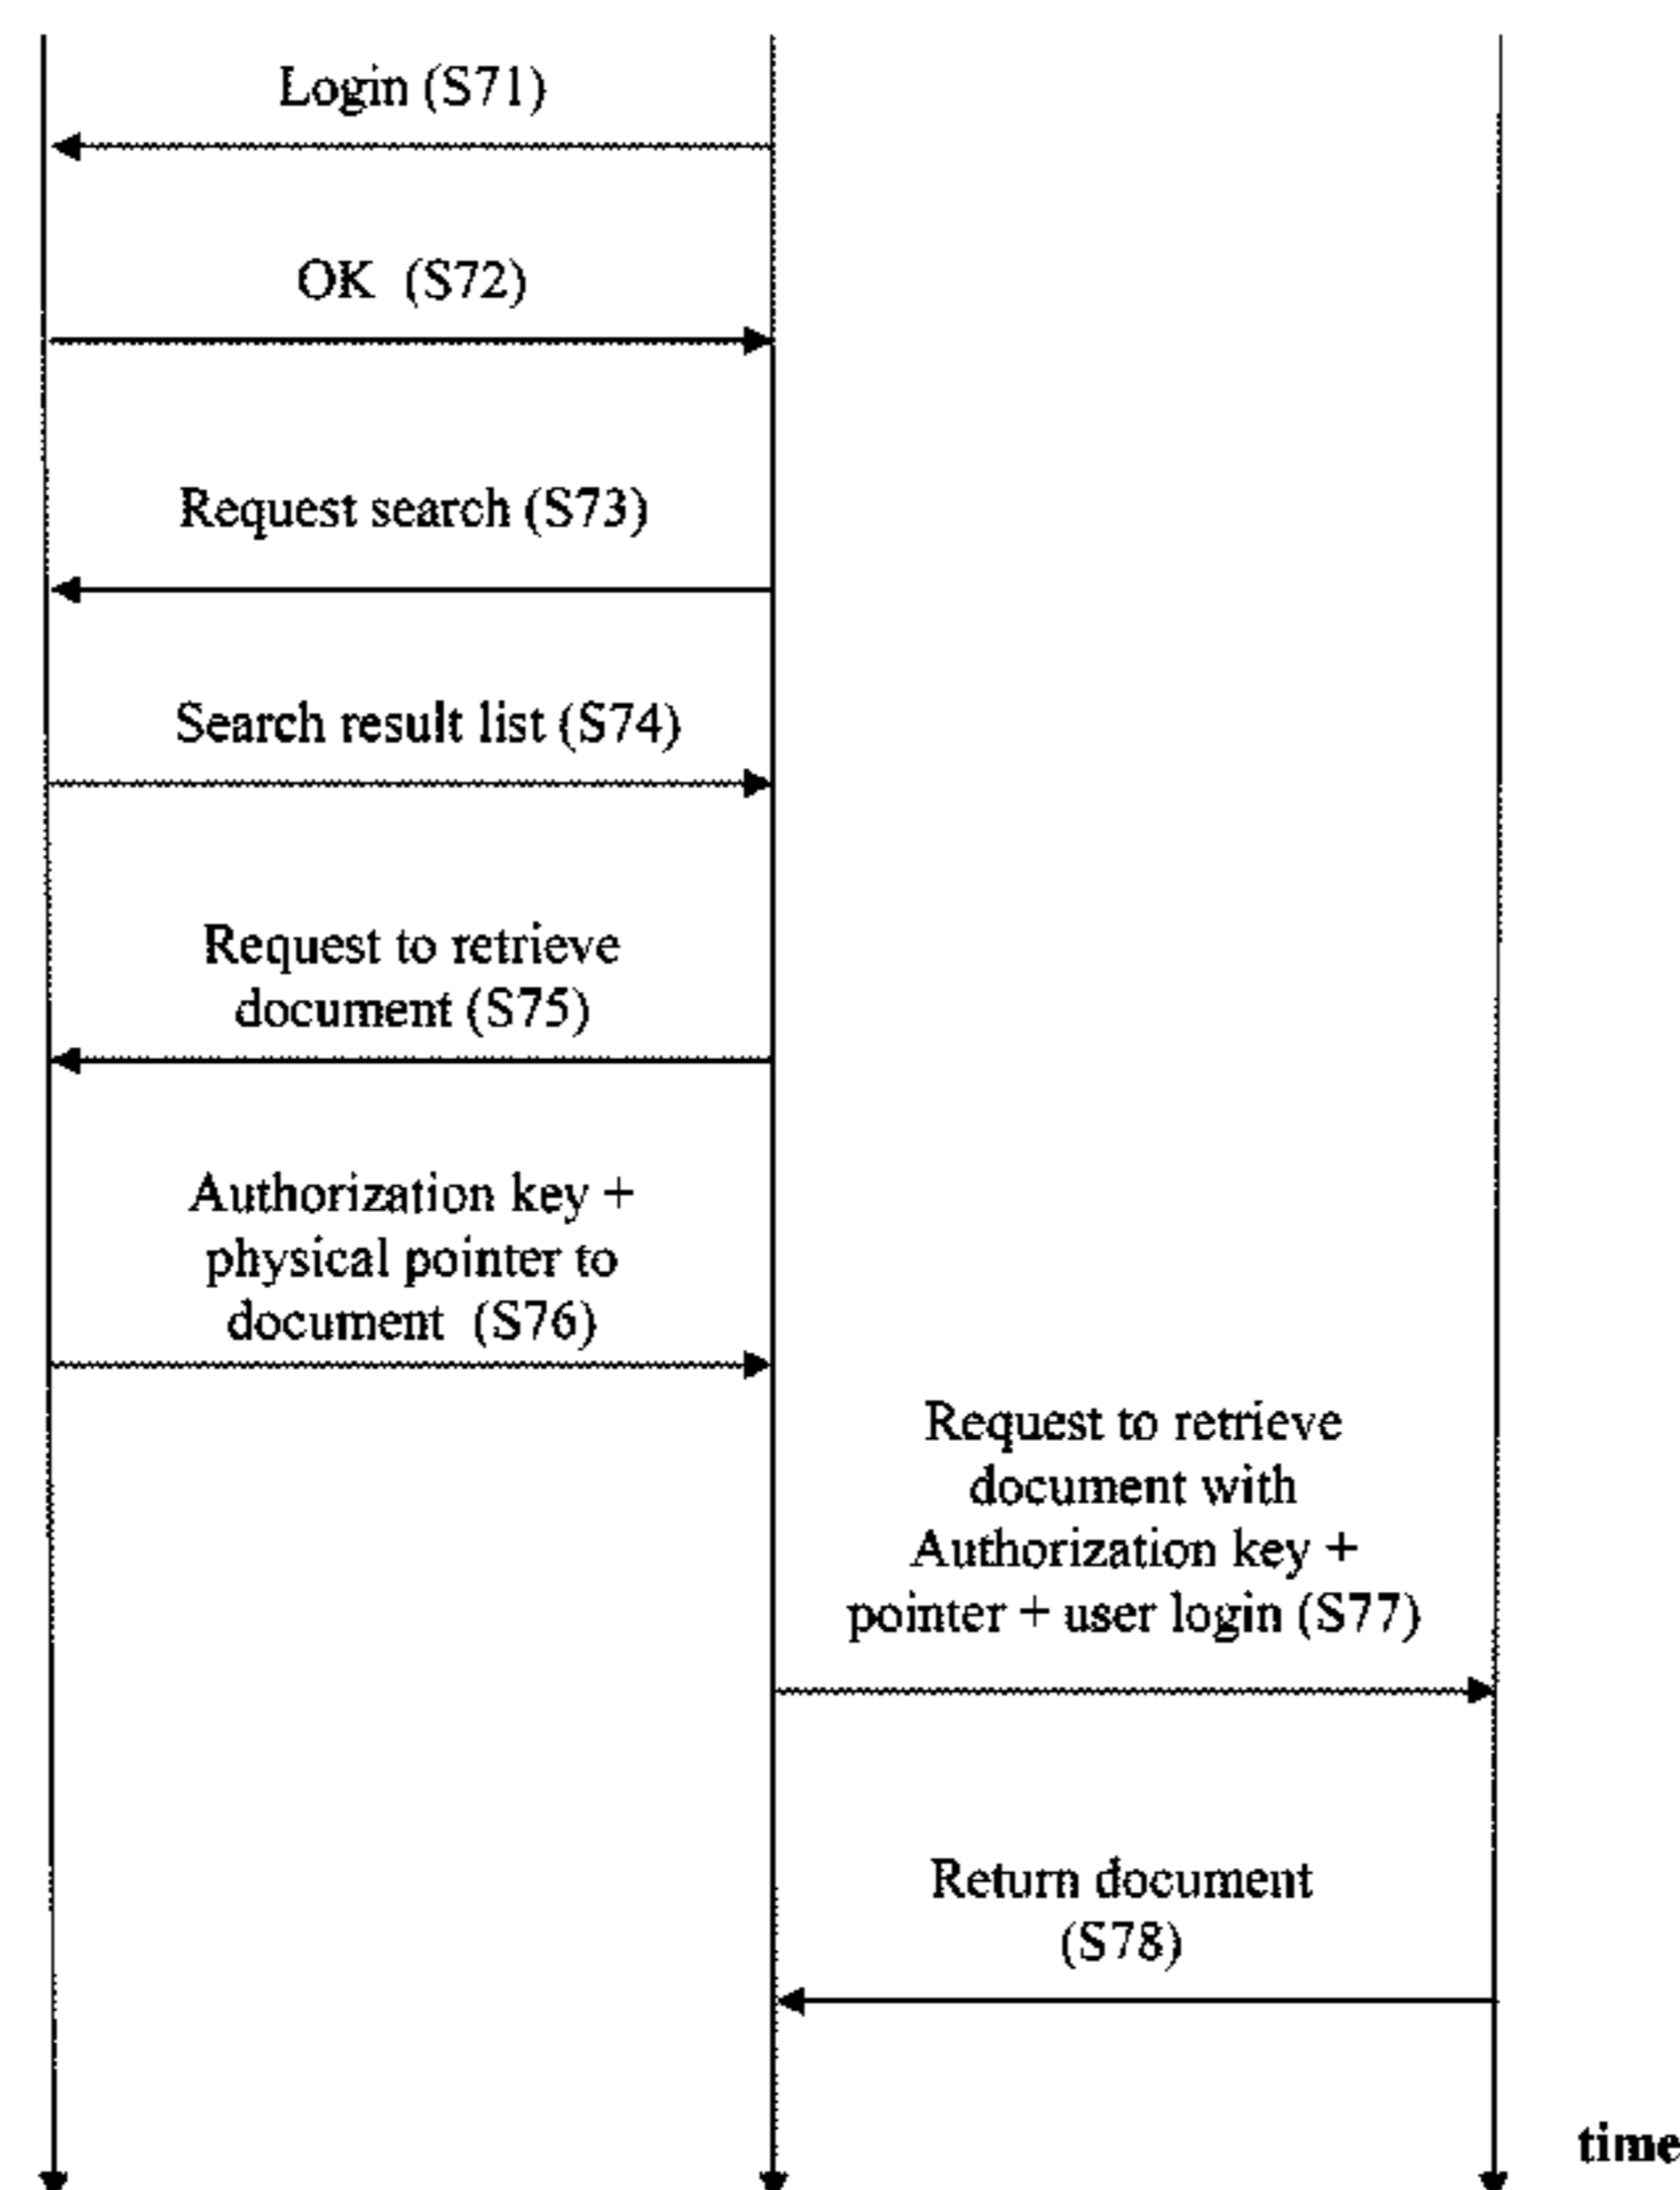 Login (S71)
OK (S72)
Request search (S73)
Search result list (S74)
Request to retrieve
document (S75)
Authorization key +
physical pointer to
document (S76)
Request to retrieve
document with
Authorization key +
pointer + user login (S77)
Return document
(S78)
time